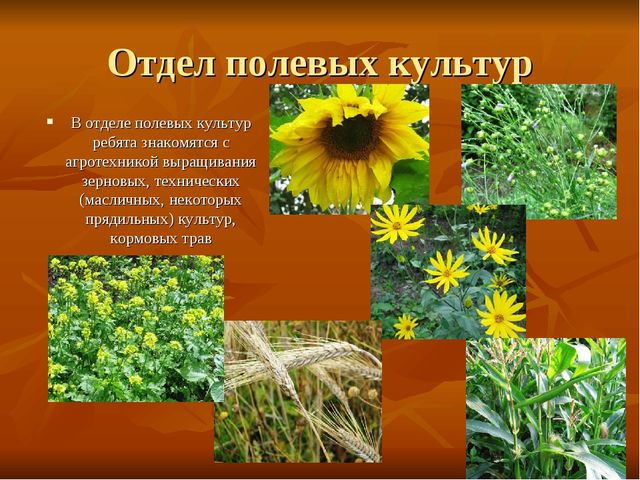 Отдел полевых культур
В отделе полевых культур
ребята знакомятся с
агротехникой выращивания
зерновых, технических
(масличных, некоторых
прядильных) культур,
кормовых трав